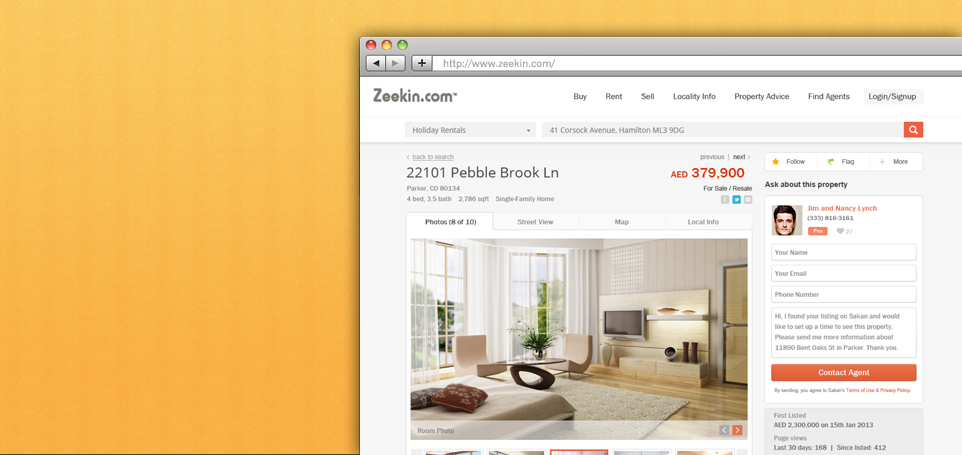 http://www.zeekin.com/
Zeekin.com™
Buy Rent Sell Locality Info Property Advice Find Agents Login/Signup
Holiday Rentals
41 Corsock Avenue, Hamilton ML3 9DG
back to search
previous | next
22101 Pebble Brook Ln
AED 379,900
Parker, CO 80134
For Sale / Resale
4 bed, 3.5 bath 2,786 sqft Single-Family Home
Photos (8 of 10) Street View Map Local Info
Room Photo
Follow Flag More
Ask about this property
Jim and Nancy Lynch
(333) 816-3161
Pro 27
Your Name
Your Email
Phone Number
Hi, I found your listing on Sakan and would
like to set up a time to see this property.
Please send me more information about
11890 Bent Oaks St in Parker. Thank you.
Contact Agent
By sending, you agree to Sakan's Terms of Use & Privacy Policy.
First Listed
AED 2,300,000 on 15th Jan 2013
Page views
Last 30 days: 168 | Since listed: 412